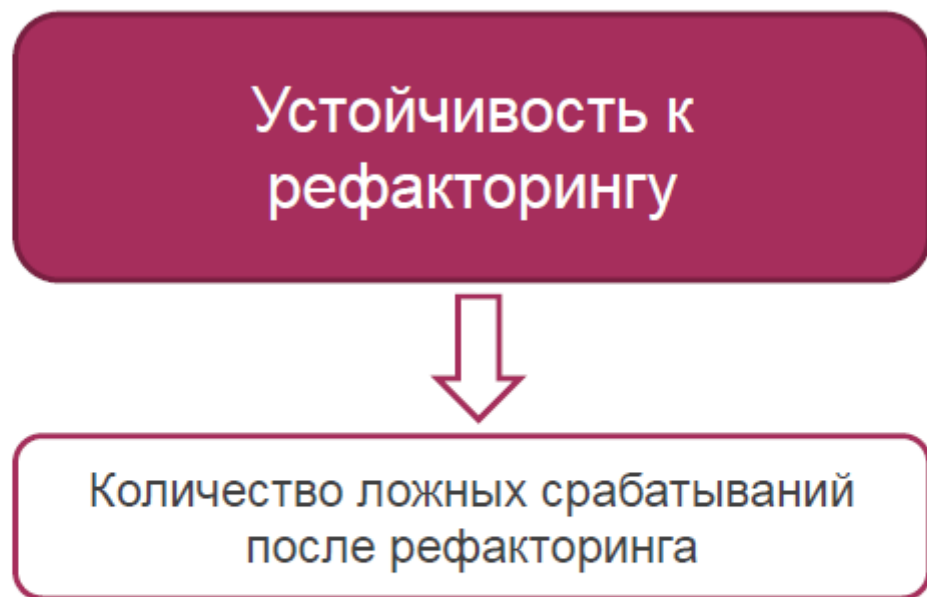 Устойчивость к
рефакторингу
Количество ложных срабатываний
после рефакторинга